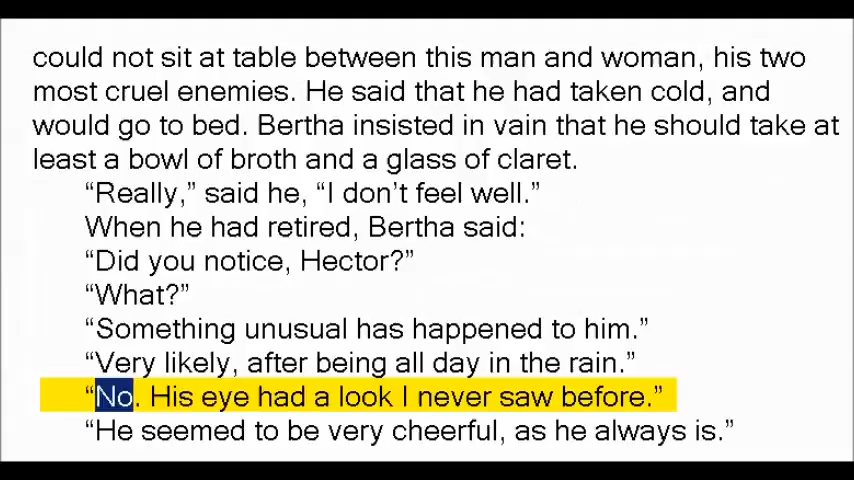 could not sit at table between this man and woman, his two
most cruel enemies. He said that he had taken cold, and
would go to bed. Bertha insisted in vain that he should take at
least a bowl of broth and a glass of claret.
“Really,” said he, “I don’t feel well.”
When he had retired, Bertha said:
“Did you notice, Hector?”
“What?”
“Something unusual has happened to him.”
“Very likely, after being all day in the rain.”
“No. His eye had a look I never saw before.”
“He seemed to be very cheerful, as he always is.”